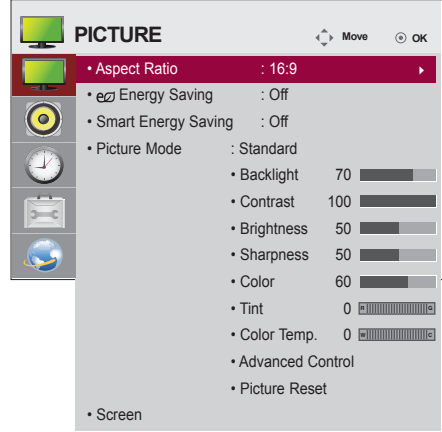 PICTURE Move OK
• Aspect Ratio : 16:9
• Energy Saving : Off
• Smart Energy Saving : Off
• Picture Mode : Standard
• Backlight 70
• Contrast 100
• Brightness 50
• Sharpness 50
• Color 60
• Tint 0 R G
• Color Temp. 0 W C
• Advanced Control
• Picture Reset
• Screen